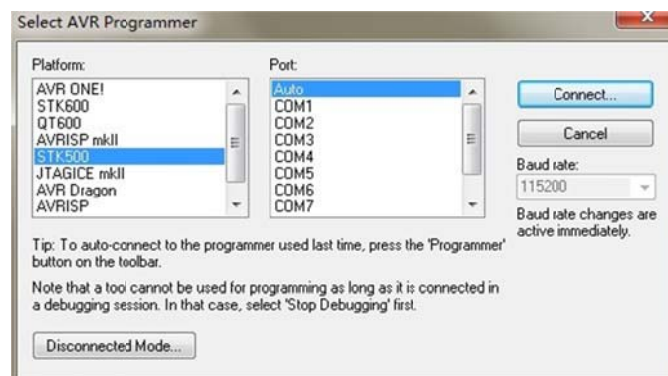 Select AVR Programmer
Platform:
Port:
AVR ONE!
STK600
QT600
AVRISP mkII
STK500
JTAGICE mkII
AVR Dragon
AVRISP
Auto
COM1
COM2
COM3
COM4
COM5
COM6
COM7
Connect...
Cancel
Baud rate:
115200
Baud rate changes are
active immediately.
Tip: To auto-connect to the programmer used last time, press the 'Programmer'
button on the toolbar.
Note that a tool cannot be used for programming as long as it is connected in
a debugging session. In that case, select 'Stop Debugging' first.
Disconnected Mode...